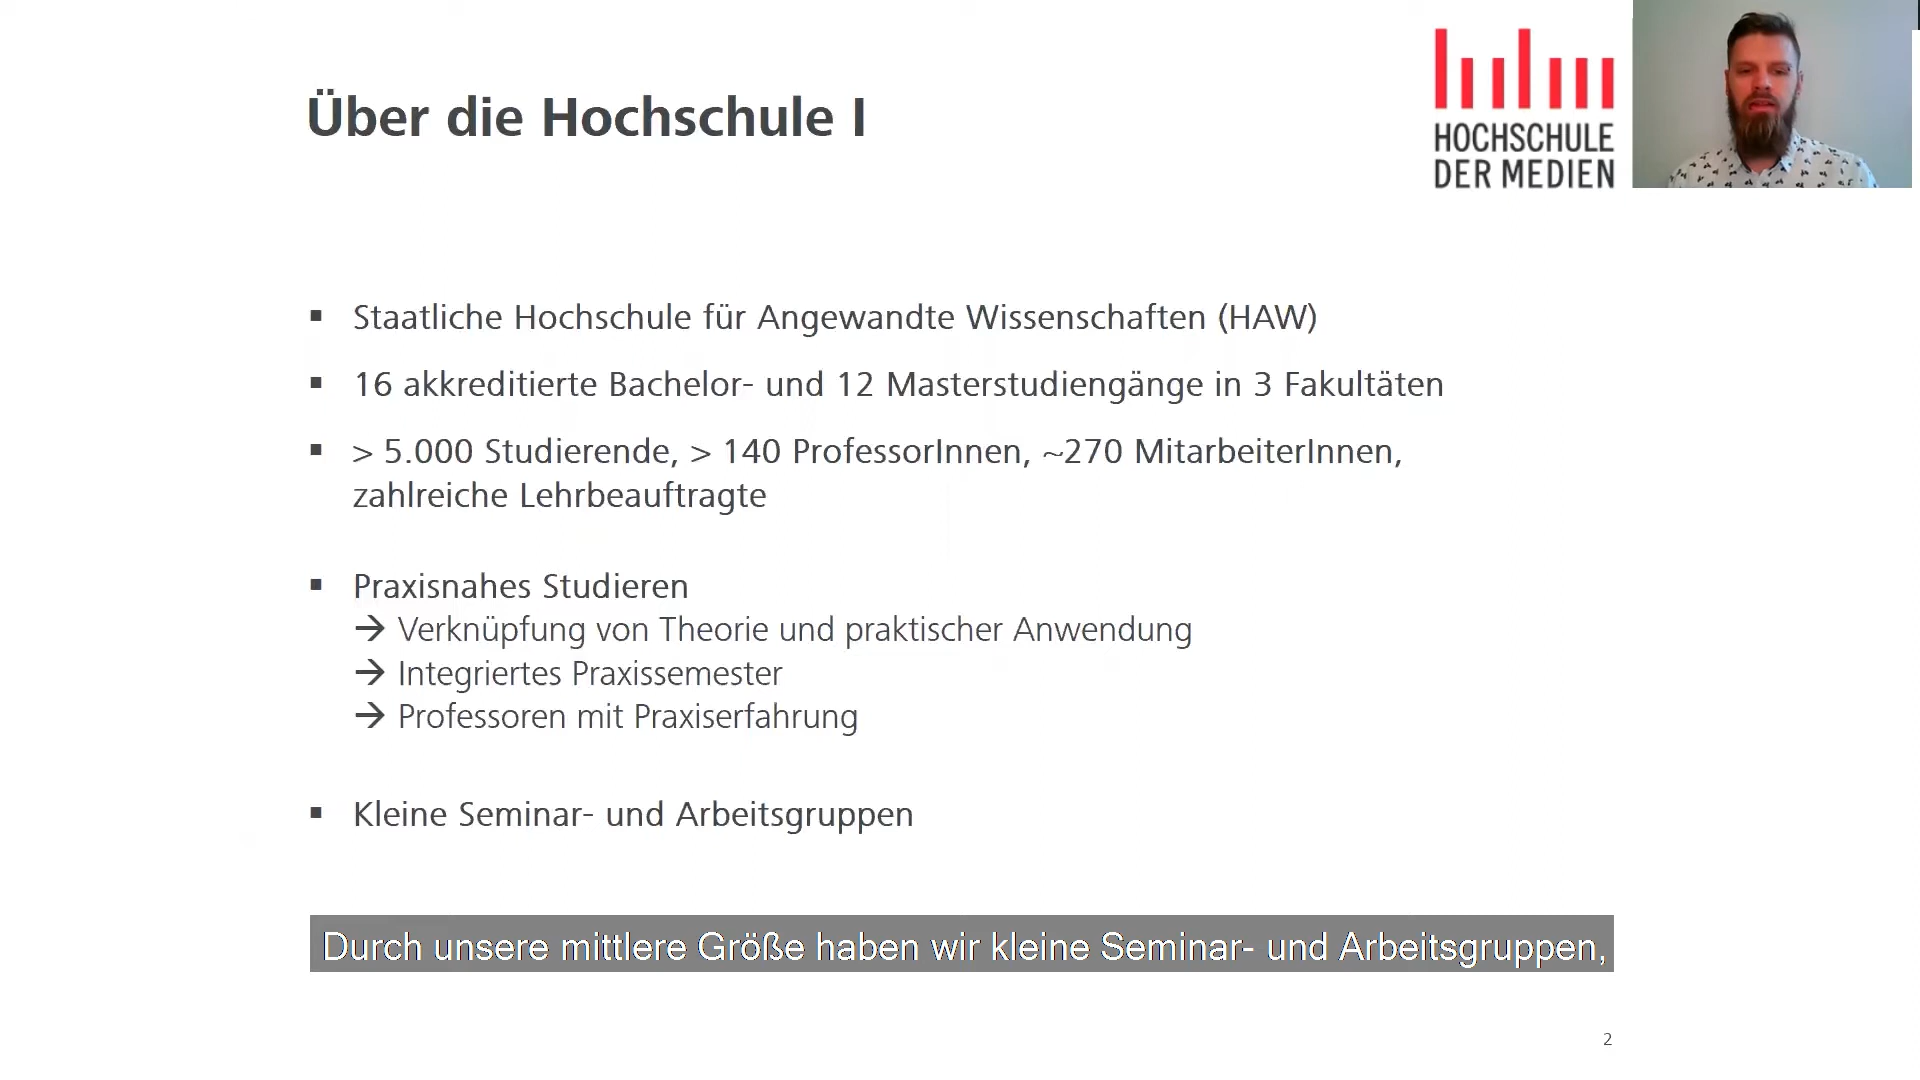 Über die Hochschule I
HOCHSCHULE
DER MEDIEN
▪ Staatliche Hochschule für Angewandte Wissenschaften (HAW)
▪ 16 akkreditierte Bachelor- und 12 Masterstudiengänge in 3 Fakultäten
▪ > 5.000 Studierende, > 140 ProfessorInnen, ~270 MitarbeiterInnen,
zahlreiche Lehrbeauftragte
▪ Praxisnahes Studieren
→ Verknüpfung von Theorie und praktischer Anwendung
→ Integriertes Praxissemester
→ Professoren mit Praxiserfahrung
▪ Kleine Seminar- und Arbeitsgruppen
Durch unsere mittlere Größe haben wir kleine Seminar- und Arbeitsgruppen,
2